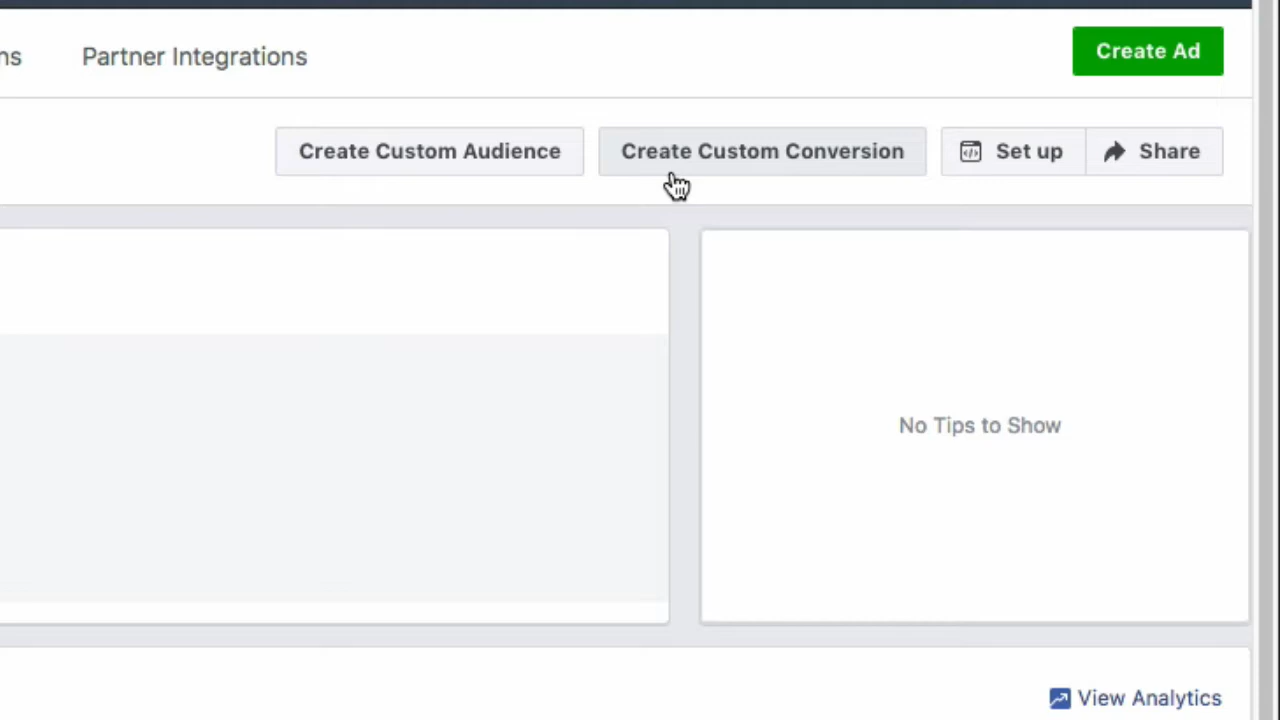 ns Partner Integrations Create Ad
Create Custom Audience Create Custom Conversion Set up Share
No Tips to Show
View Analytics